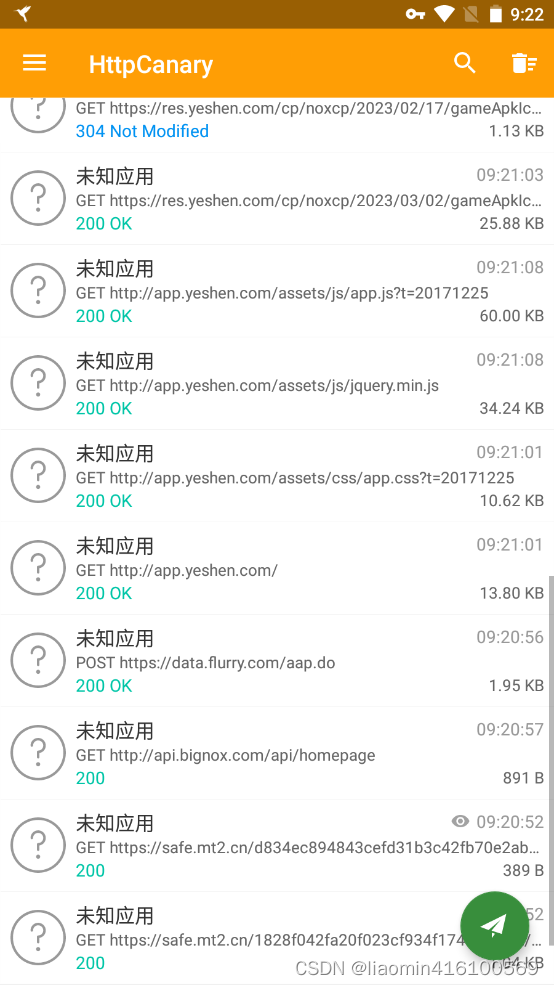 9:22
HttpCanary
GET https://res.yeshen.com/cp/noxcp/2023/02/17/gameApkIc...
304 Not Modified 1.13 KB
未知应用 09:21:03
GET https://res.yeshen.com/cp/noxcp/2023/03/02/gameApkIc...
200 OK 25.88 KB
未知应用 09:21:08
GET http://app.yeshen.com/assets/js/app.js?t=20171225
200 OK 60.00 KB
未知应用 09:21:08
GET http://app.yeshen.com/assets/js/jquery.min.js
200 OK 34.24 KB
未知应用 09:21:01
GET http://app.yeshen.com/assets/css/app.css?t=20171225
200 OK 10.62 KB
未知应用 09:21:01
GET http://app.yeshen.com/
200 OK 13.80 KB
未知应用 09:20:56
POST https://data.flurry.com/aap.do
200 OK 1.95 KB
未知应用 09:20:57
GET http://api.bignox.com/api/homepage
200 891 B
未知应用 09:20:52
GET https://safe.mt2.cn/d834ec894843cefd31b3c42fb70e2ab...
200 389 B
未知应用 52
GET https://safe.mt2.cn/1828f042fa20f023cf934f174
200 KB
CSDN @liaomin416100569